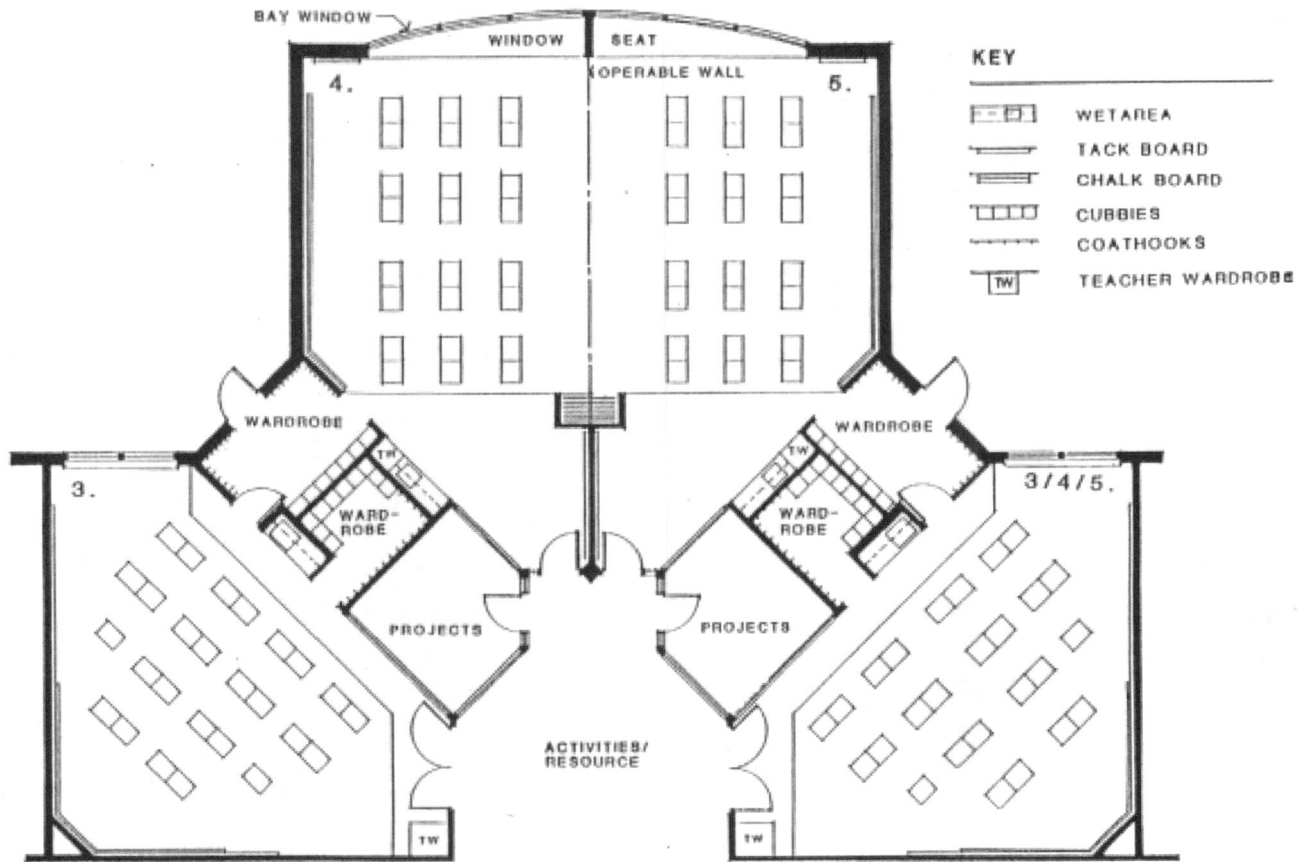 BAY WINDOW
WINDOW SEAT
OPERABLE WALL
4.
5.
KEY
WETAREA
TACK BOARD
CHALK BOARD
CUBBIES
COATHOOKS
TW TEACHER WARDROBE
WARDROBE
WARDROBE
TW
TW
3.
3/4/5.
WARD-
ROBE
WARD-
ROBE
PROJECTS
PROJECTS
ACTIVITIES/
RESOURCE
TW
TW